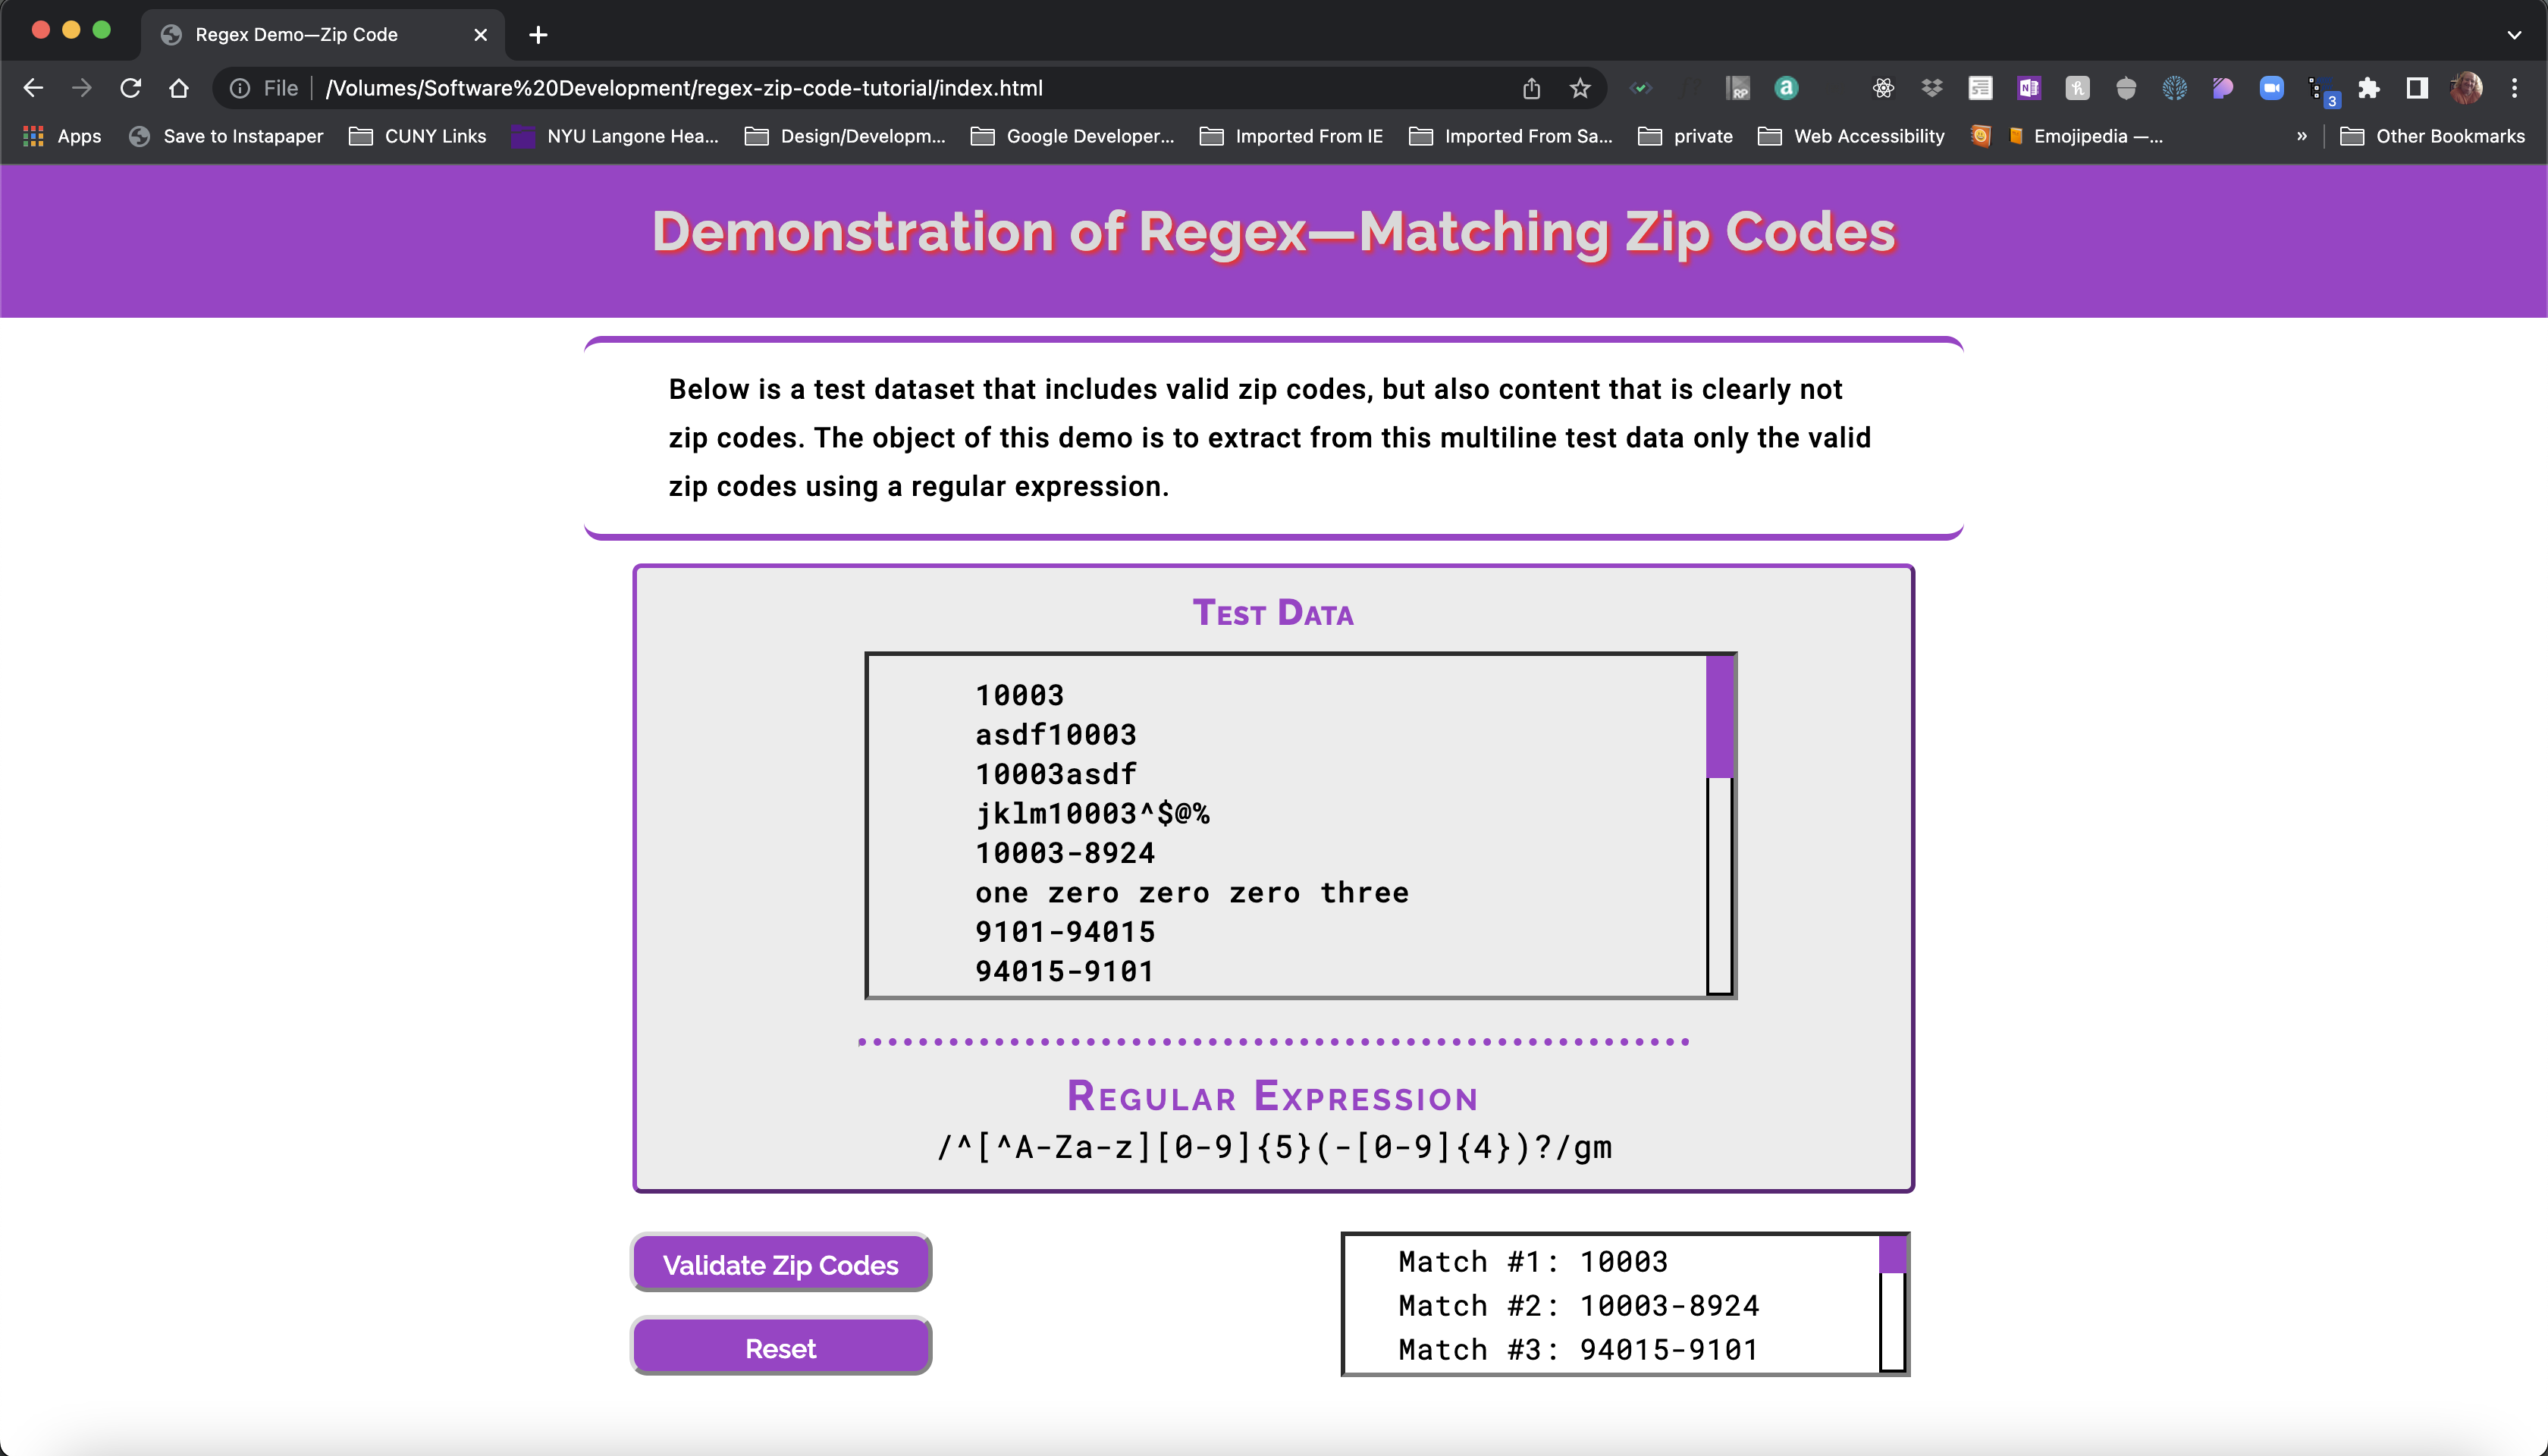 Regex Demo—Zip Code
File /Volumes/Software%20Development/regex-zip-code-tutorial/index.html
RP a N 3
Apps Save to Instapaper CUNY Links NYU Langone Hea... Design/Developm... Google Developer... Imported From IE Imported From Sa... private Web Accessibility Emojipedia —... » Other Bookmarks
Demonstration of Regex—Matching Zip Codes
Below is a test dataset that includes valid zip codes, but also content that is clearly not
zip codes. The object of this demo is to extract from this multiline test data only the valid
zip codes using a regular expression.
Test Data
10003
asdf10003
10003asdf
jklm10003^$@%
10003-8924
one zero zero zero three
9101-94015
94015-9101
Regular Expression
/^[^A-Za-z][0-9]{5}(-[0-9]{4})?/gm
Validate Zip Codes
Reset
Match #1: 10003
Match #2: 10003-8924
Match #3: 94015-9101